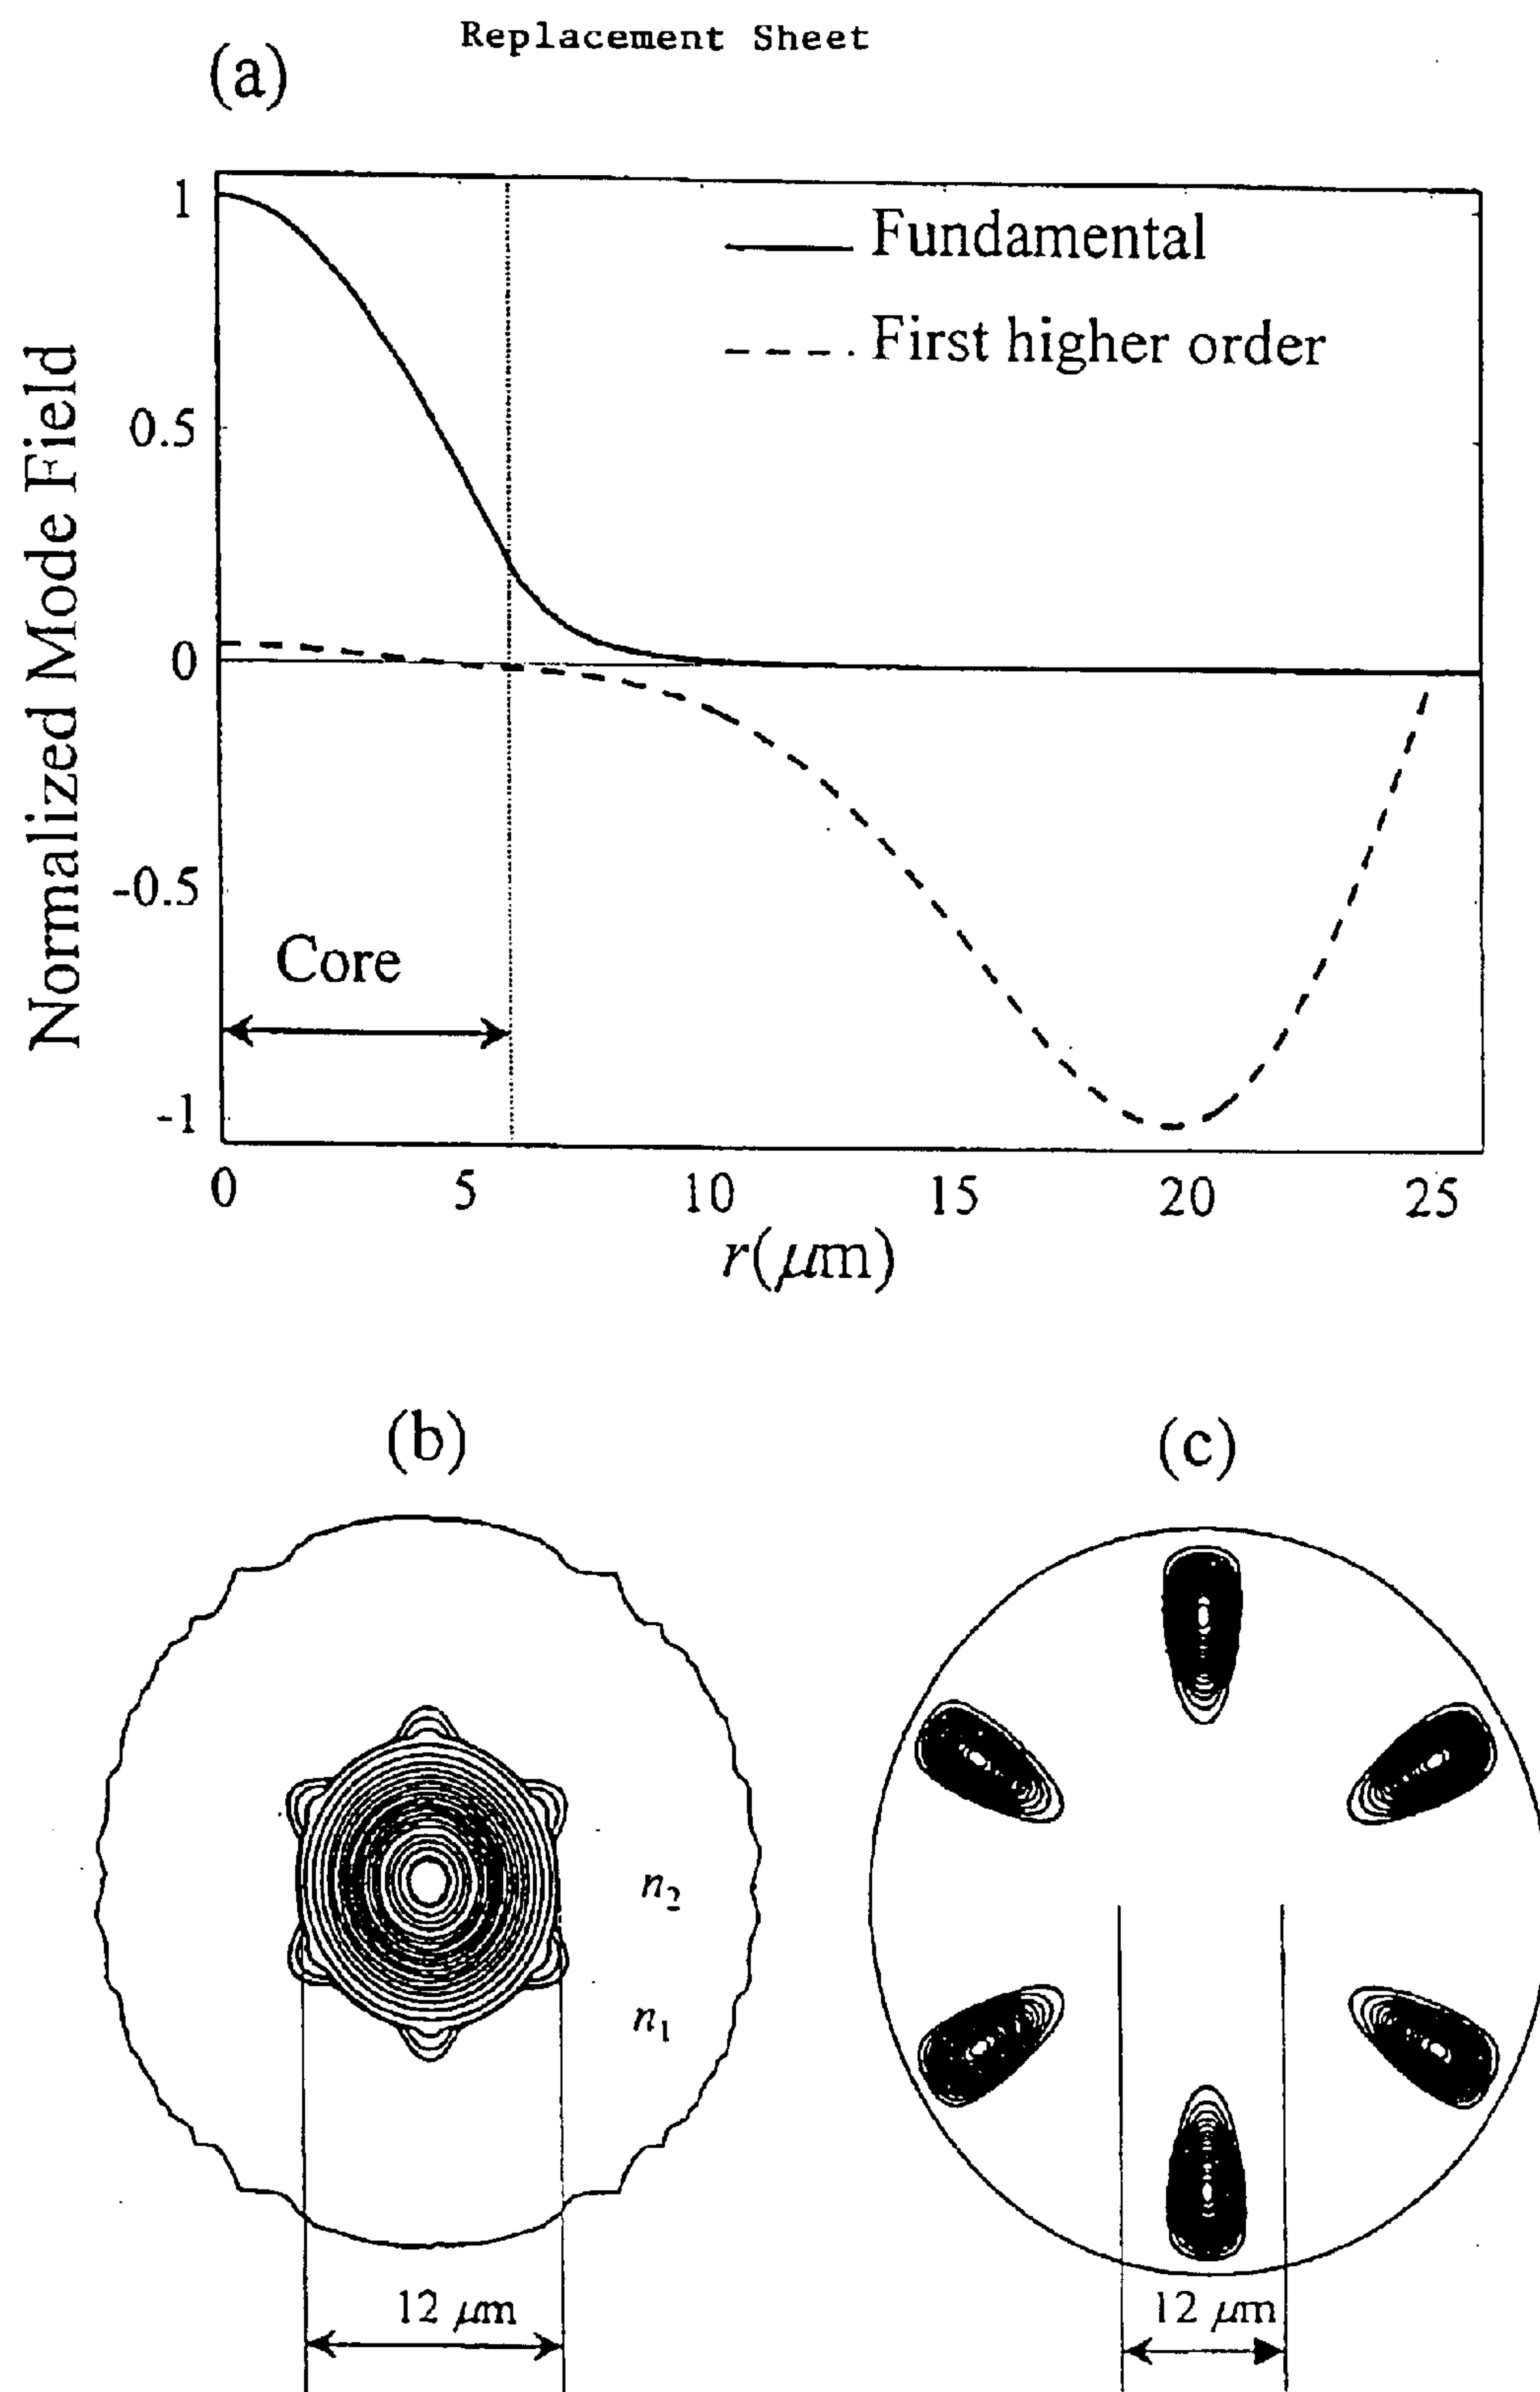 Replacement Sheet
(a)
Normalized Mode Field
1
0.5
0
-0.5
-1
Fundamental
First higher order
Core
0 5 10 15 20 25
r(μm)
(b) (c)
n₂
n₁
12 μm 12 μm